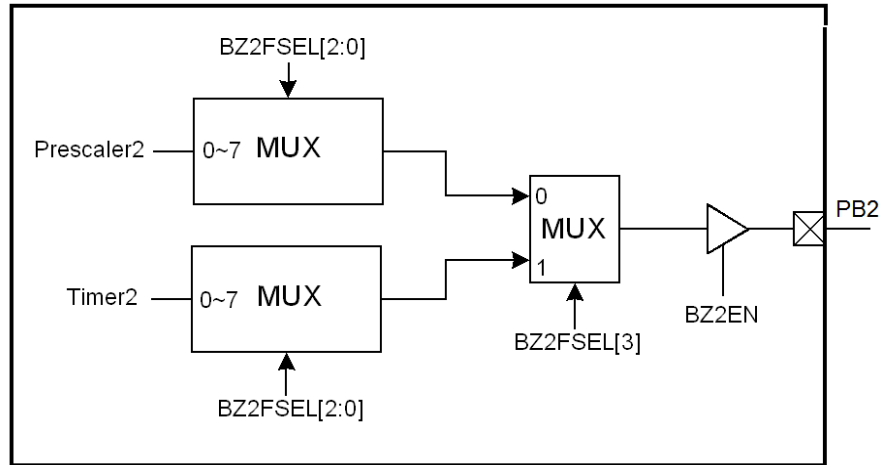 BZ2FSEL[2:0]
Prescaler2
0~7 MUX
0
MUX
1
PB2
Timer2
0~7 MUX
BZ2FSEL[3]
BZ2EN
BZ2FSEL[2:0]